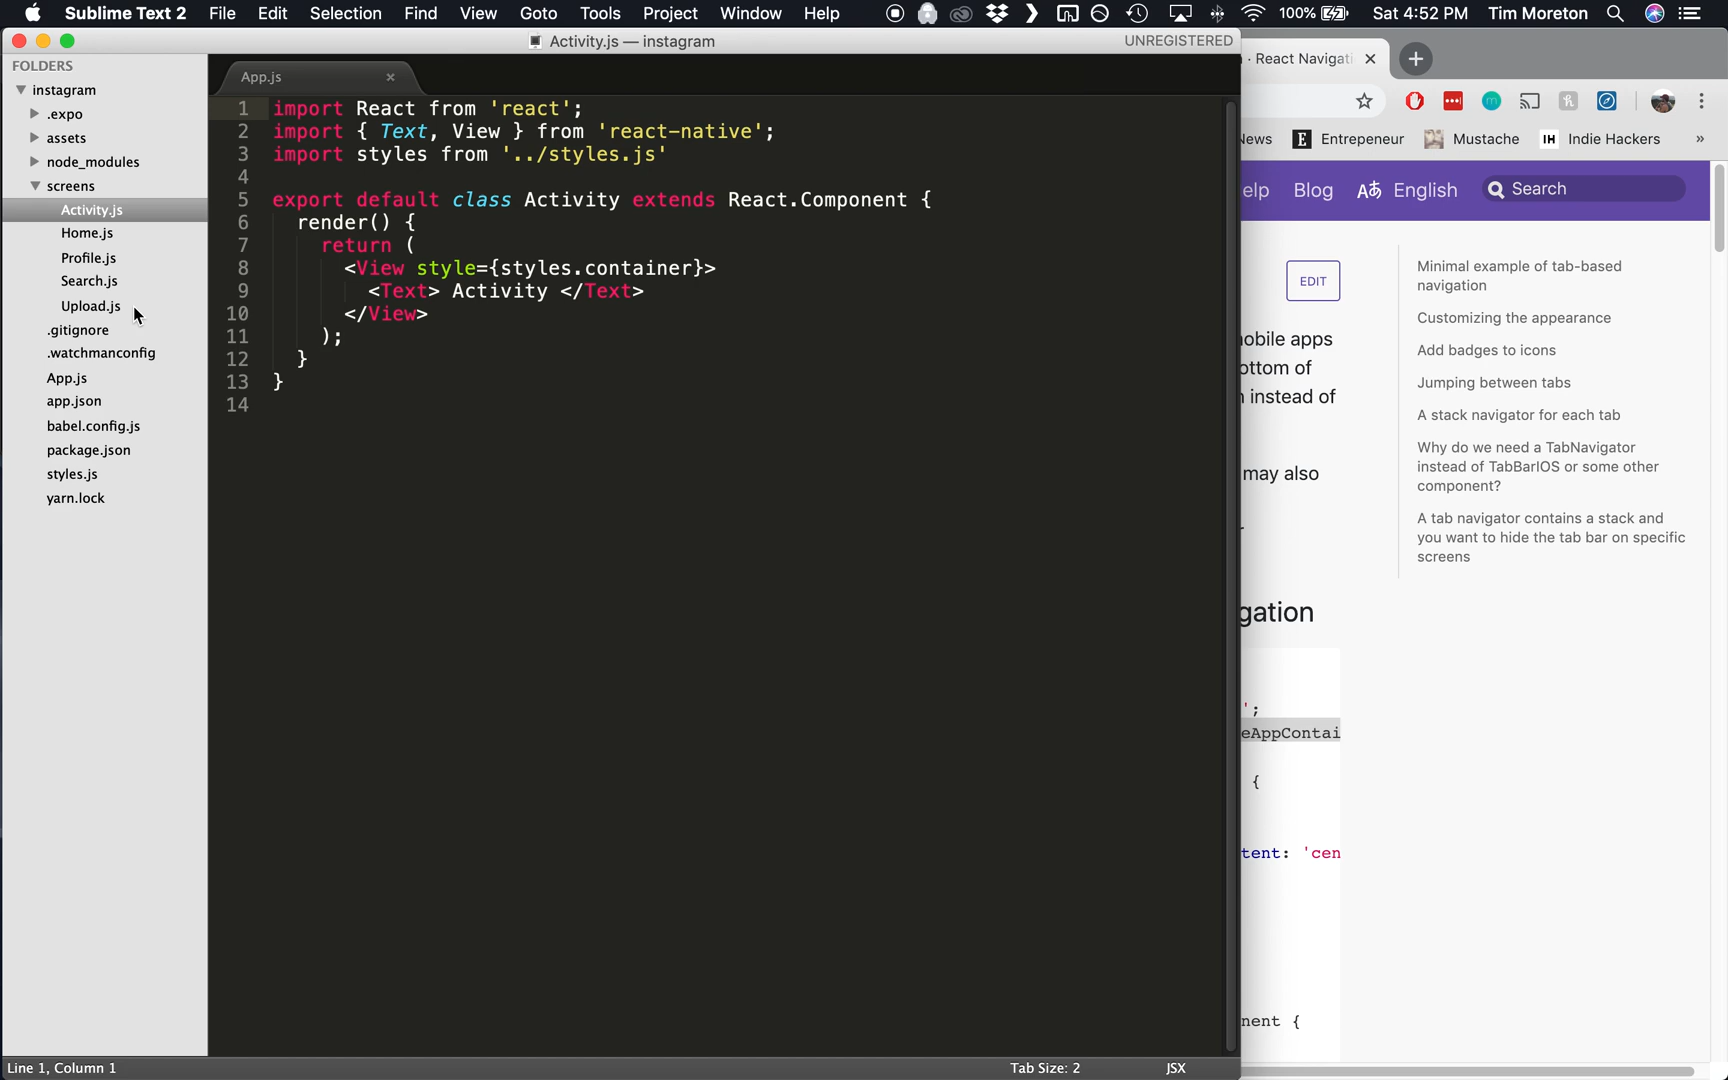 Sublime Text 2 File Edit Selection Find View Goto Tools Project Window Help 100% Sat 4:52 PM Tim Moreton
Activity.js — instagram UNREGISTERED
FOLDERS
instagram
.expo
assets
node_modules
screens
Activity.js
Home.js
Profile.js
Search.js
Upload.js
.gitignore
.watchmanconfig
App.js
app.json
babel.config.js
package.json
styles.js
yarn.lock
App.js
1 import React from 'react';
2 import { Text, View } from 'react-native';
3 import styles from '../styles.js'
4
5 export default class Activity extends React.Component {
6 render() {
7 return (
8 <View style={styles.container}>
9 <Text> Activity </Text>
10 </View>
11 );
12 }
13 }
14
Line 1, Column 1 Tab Size: 2 JSX
· React Navigati
News E Entrepeneur Mustache IH Indie Hackers »
elp Blog Aあ English Search
EDIT
obile apps
ottom of
instead of
may also
gation
';
eAppContai
{
tent: 'cen
nent {
Minimal example of tab-based
navigation
Customizing the appearance
Add badges to icons
Jumping between tabs
A stack navigator for each tab
Why do we need a TabNavigator
instead of TabBarIOS or some other
component?
A tab navigator contains a stack and
you want to hide the tab bar on specific
screens